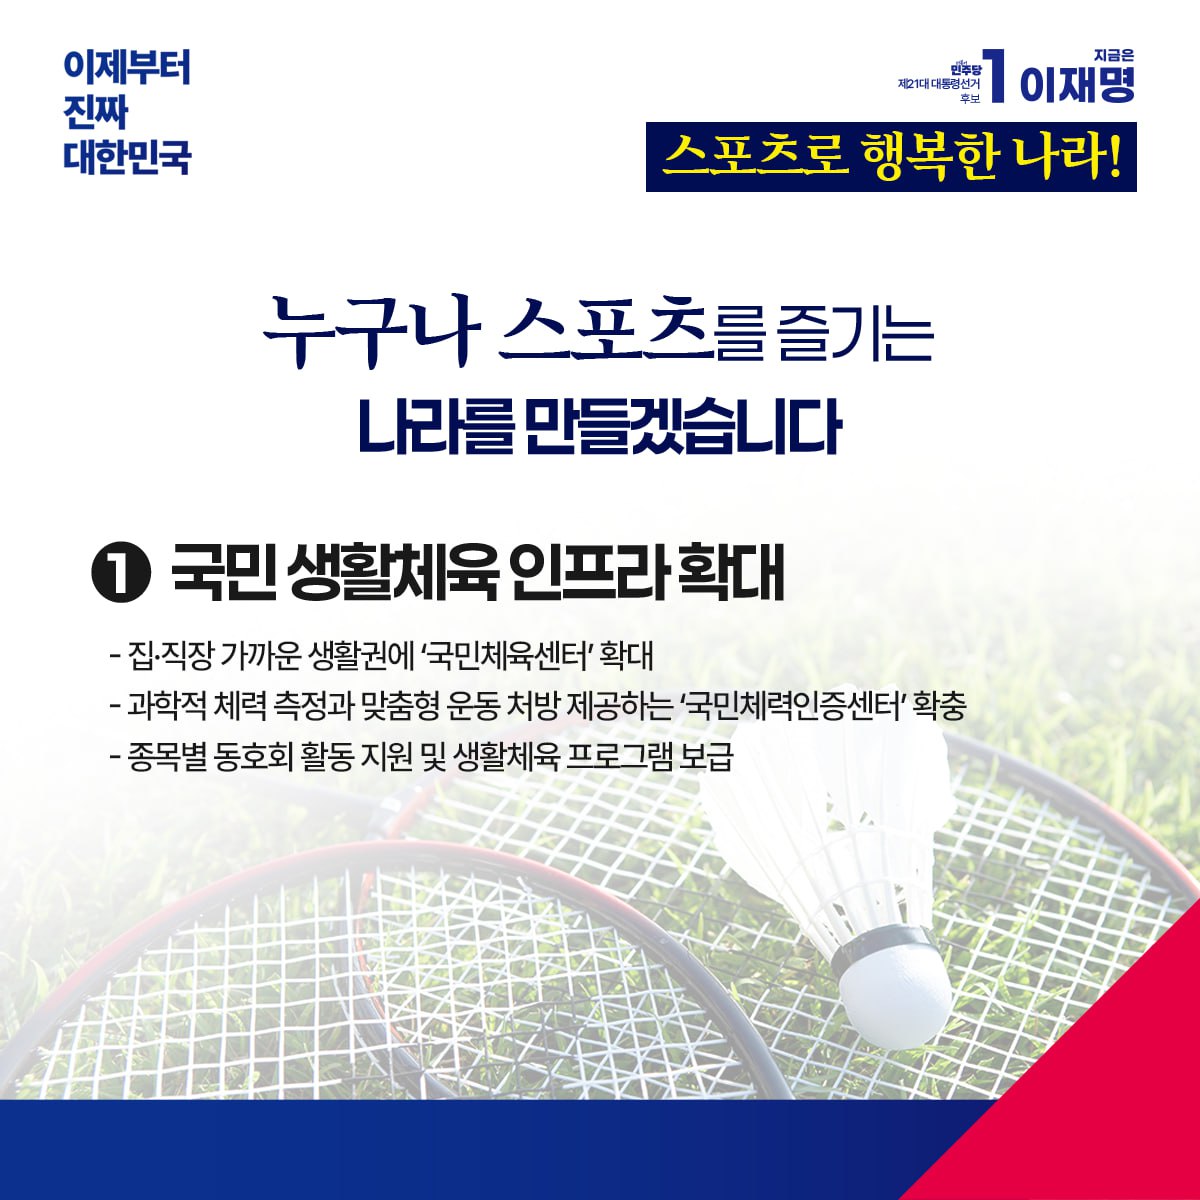 이제부터
진짜
대한민국
지금은
민주당
제21대 대통령선거
후보
1 이재명
스포츠로 행복한 나라!
누구나 스포츠를 즐기는
나라를 만들겠습니다
1 국민 생활체육 인프라 확대
- 집·직장 가까운 생활권에 ‘국민체육센터’ 확대
- 과학적 체력 측정과 맞춤형 운동 처방 제공하는 ‘국민체력인증센터’ 확충
- 종목별 동호회 활동 지원 및 생활체육 프로그램 보급